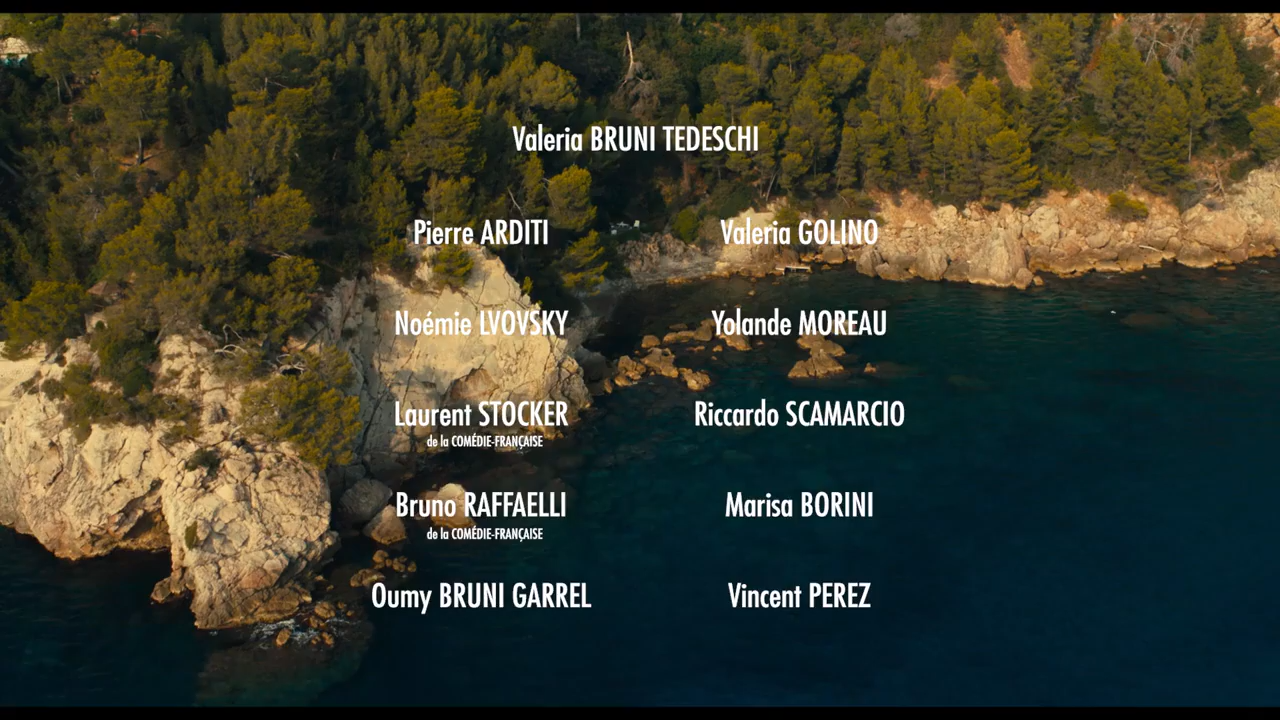 Valeria BRUNI TEDESCHI
Pierre ARDITI
Valeria GOLINO
Noémie LVOVSKY
Yolande MOREAU
Laurent STOCKER
de la COMÉDIE-FRANÇAISE
Riccardo SCAMARCIO
Bruno RAFFAELLI
de la COMÉDIE-FRANÇAISE
Marisa BORINI
Oumy BRUNI GARREL
Vincent PEREZ